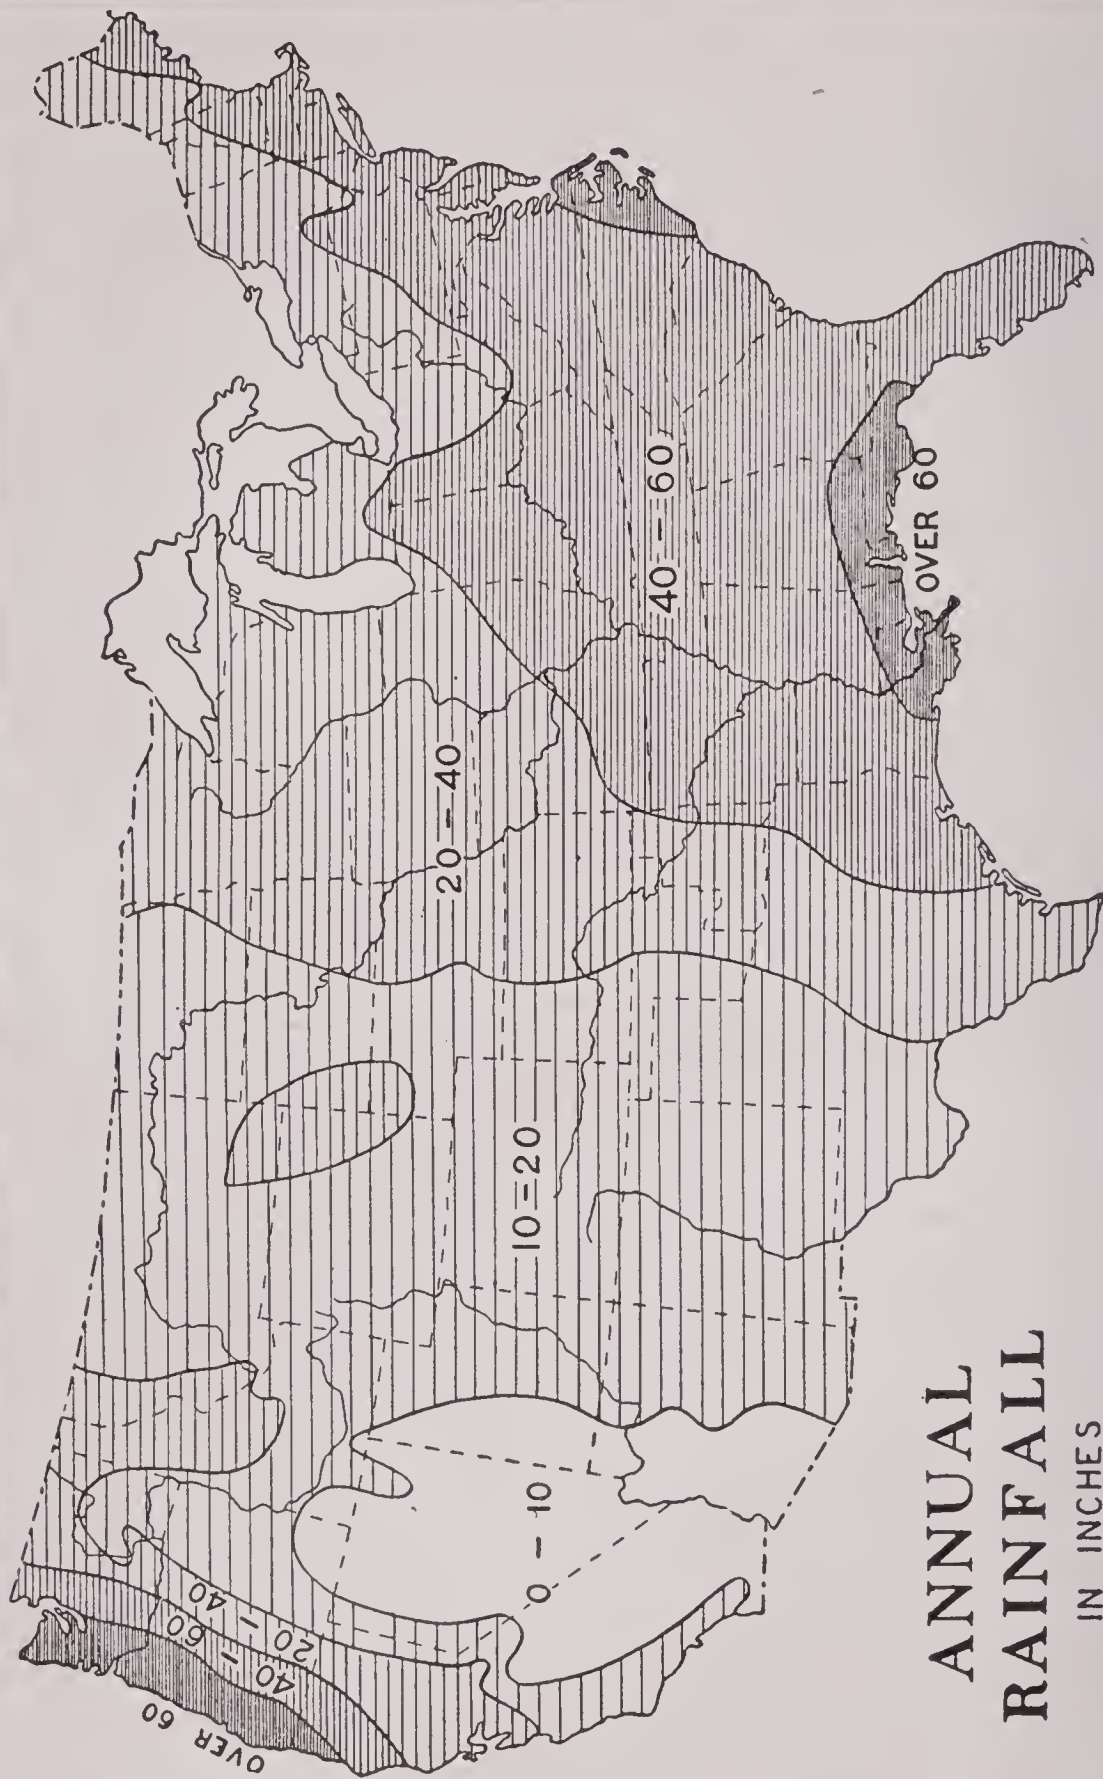 OVER 60
40 – 60
20 – 40
0 – 10
10 – 20
20 – 40
40 – 60
OVER 60
ANNUAL
RAINFALL
IN INCHES